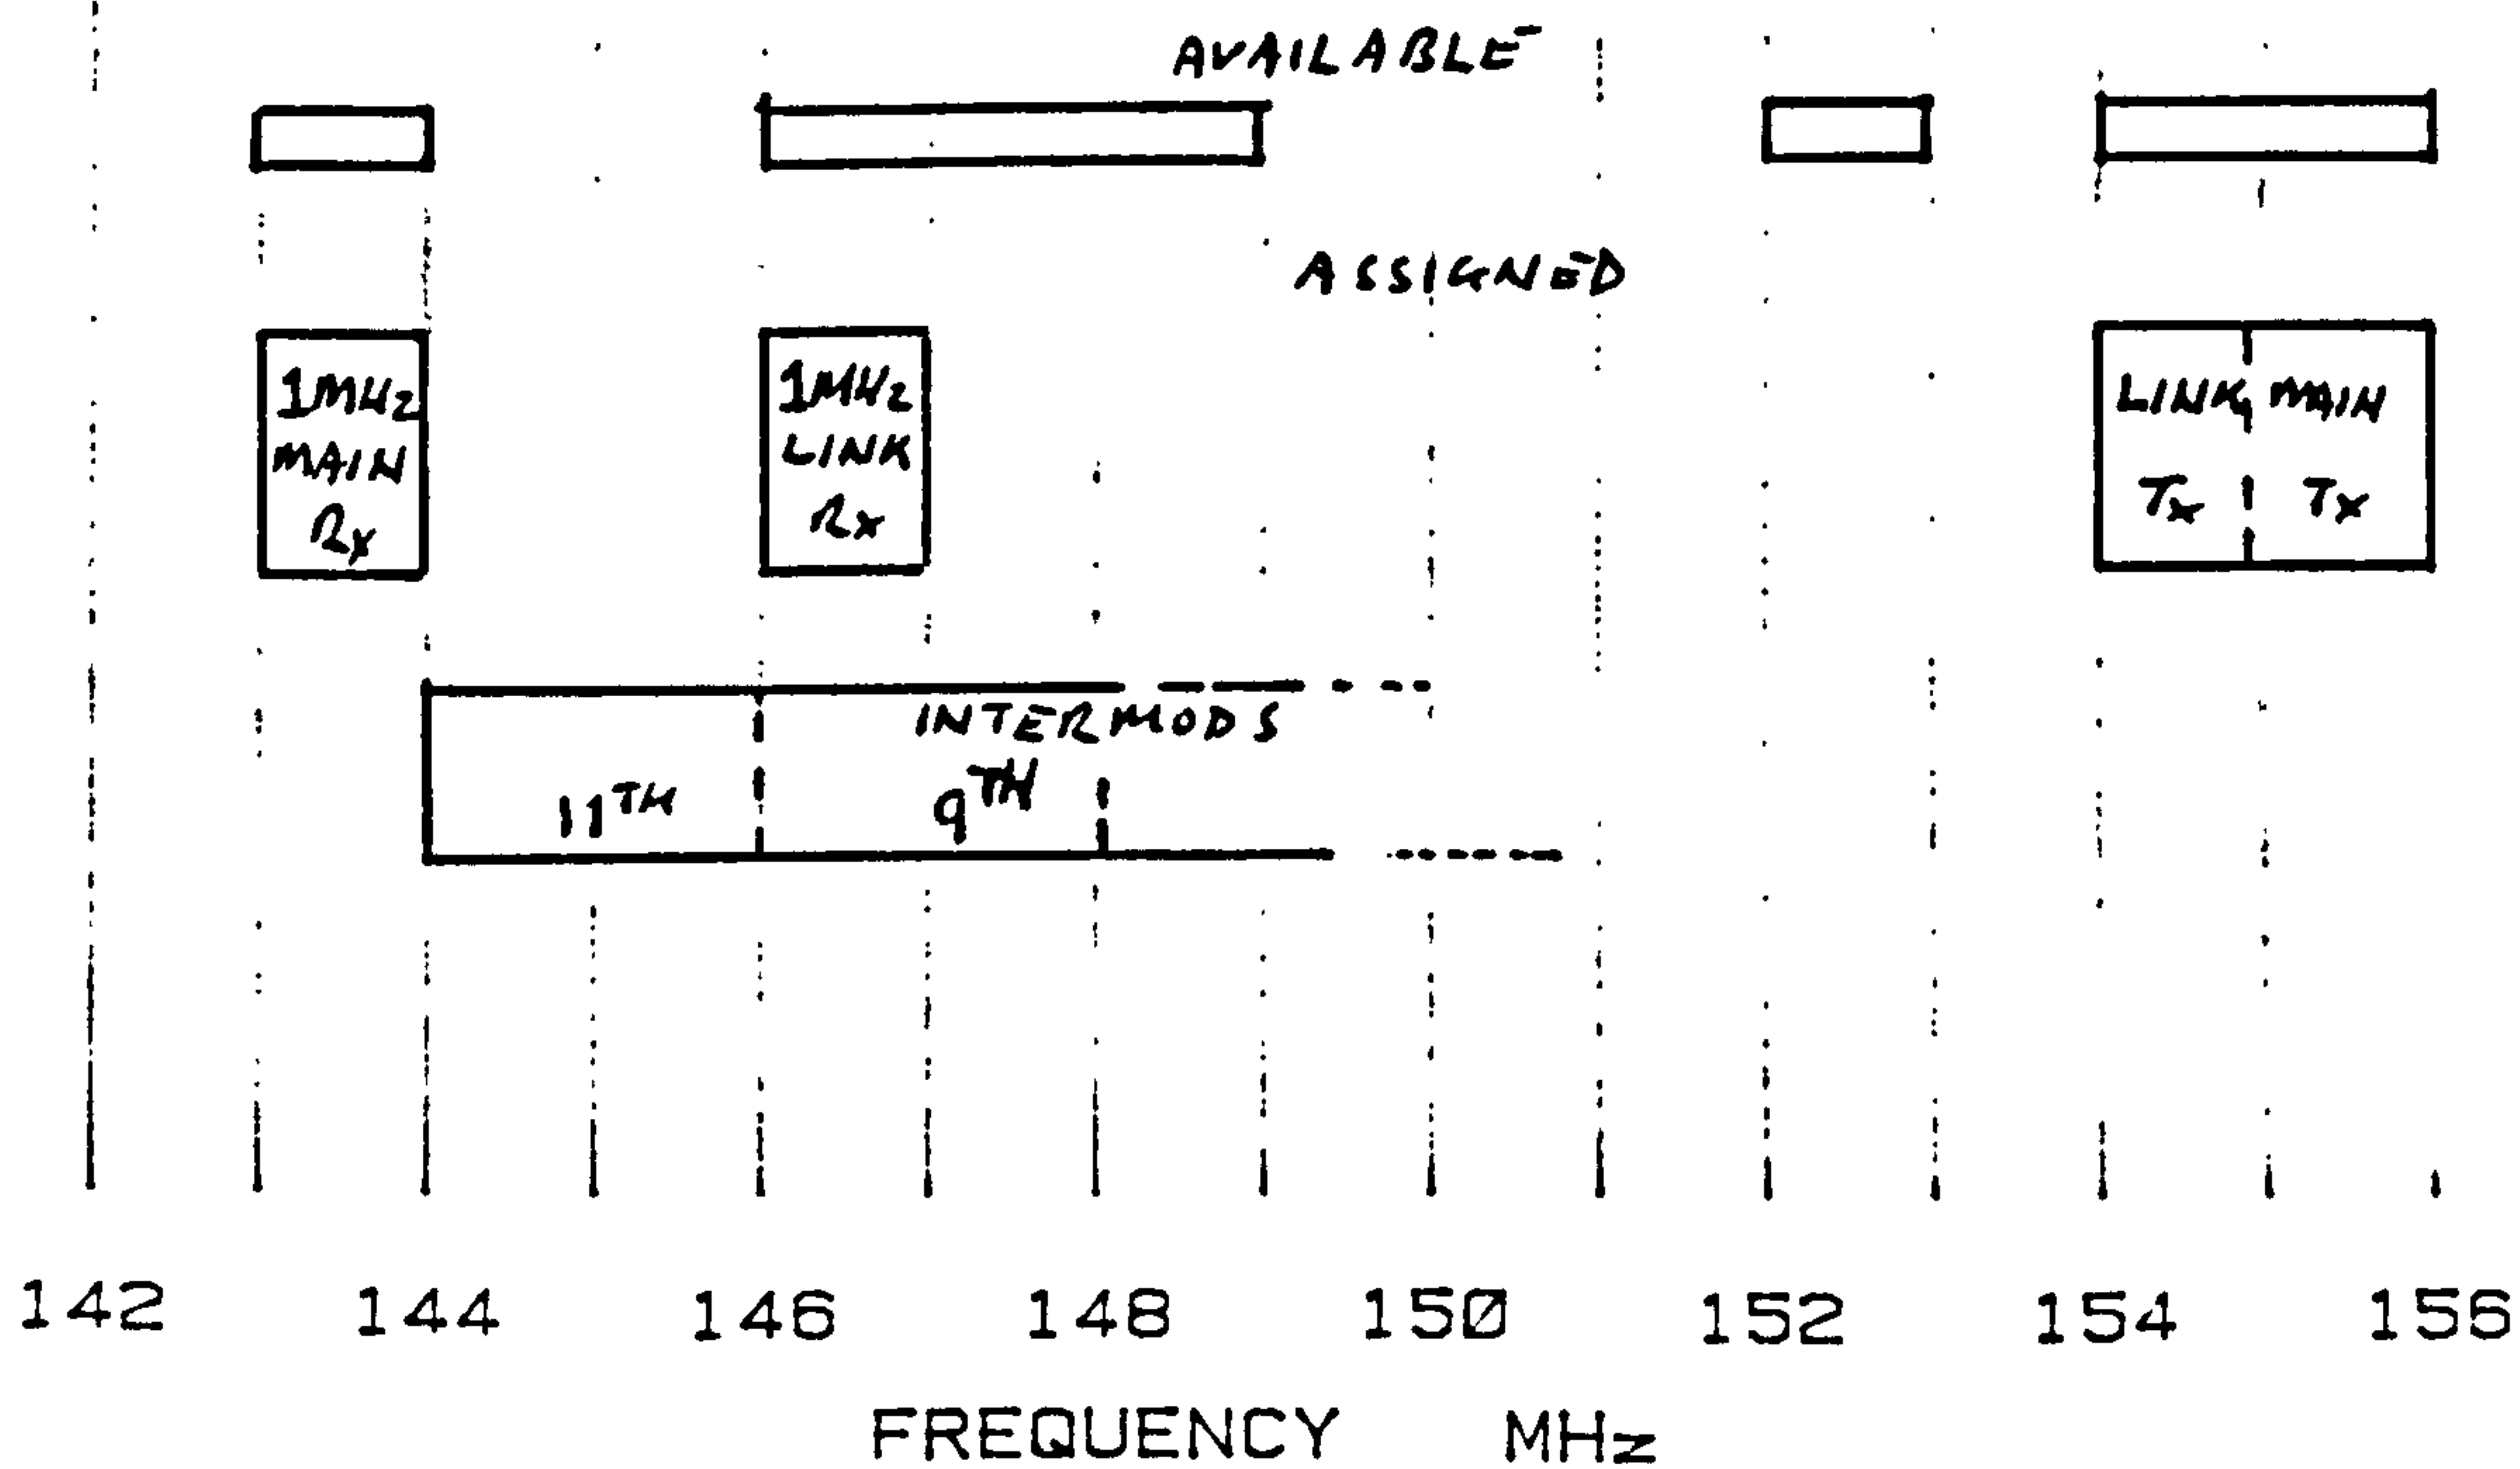 AVAILABLE
ASSIGNED
1MHz
MAIN
Rx
1MHz
LINK
Rx
LINK MAIN
Tx Tx
INTERMODS
11TH 9TH
142 144 146 148 150 152 154 156
FREQUENCY MHz